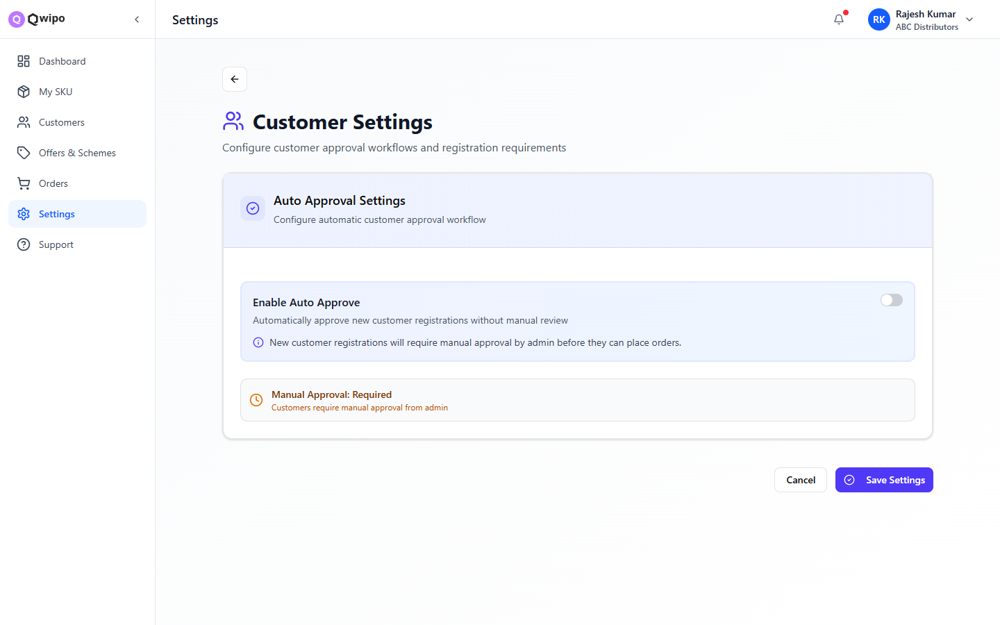 Qwipo
Settings
RK
Rajesh Kumar
ABC Distributors
Dashboard
My SKU
Customers
Offers & Schemes
Orders
Settings
Support
Customer Settings
Configure customer approval workflows and registration requirements
Auto Approval Settings
Configure automatic customer approval workflow
Enable Auto Approve
Automatically approve new customer registrations without manual review
New customer registrations will require manual approval by admin before they can place orders.
Manual Approval: Required
Customers require manual approval from admin
Cancel
Save Settings